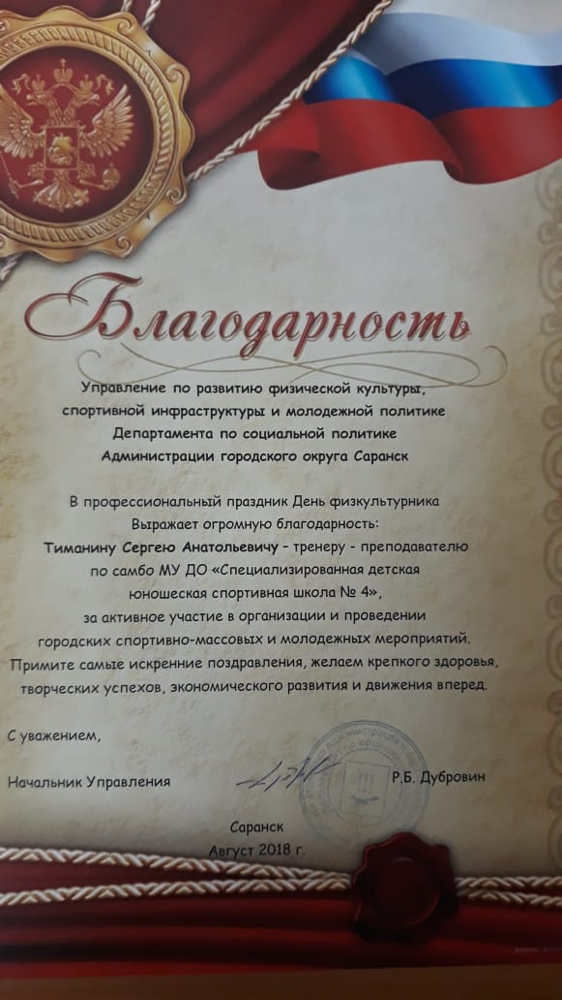 Благодарность
Управление по развитию физической культуры,
спортивной инфраструктуры и молодежной политике
Департамента по социальной политике
Администрации городского округа Саранск
В профессиональный праздник День физкультурника
Выражает огромную благодарность:
Тиманину Сергею Анатольевичу – тренеру - преподавателю
по самбо МУ ДО «Специализированная детская
юношеская спортивная школа № 4»,
за активное участие в организации и проведении
городских спортивно-массовых и молодежных мероприятий.
Примите самые искренние поздравления, желаем крепкого здоровья,
творческих успехов, экономического развития и движения вперед.
С уважением,
Начальник Управления
Р.Б. Дубровин
Саранск
Август 2018 г.